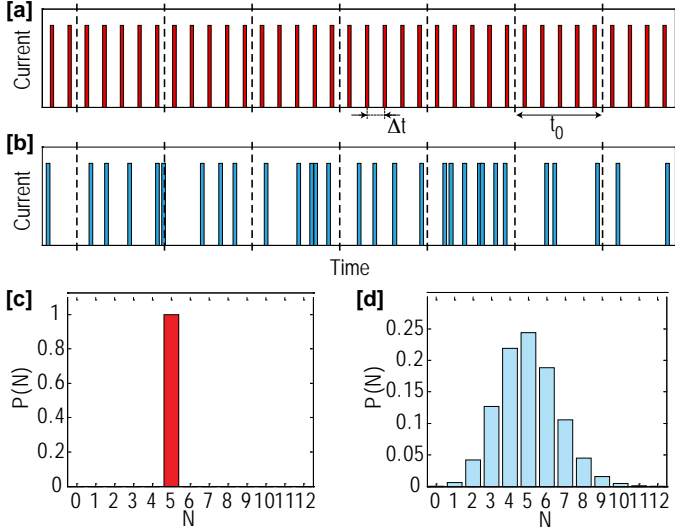 [a]
Current
Δt
t0
[b]
Current
Time
[c]
[d]
P(N)
1
0.8
0.6
0.4
0.2
0
0 1 2 3 4 5 6 7 8 9 10 11 12
N
P(N)
0.25
0.2
0.15
0.1
0.05
0
0 1 2 3 4 5 6 7 8 9 10 11 12
N